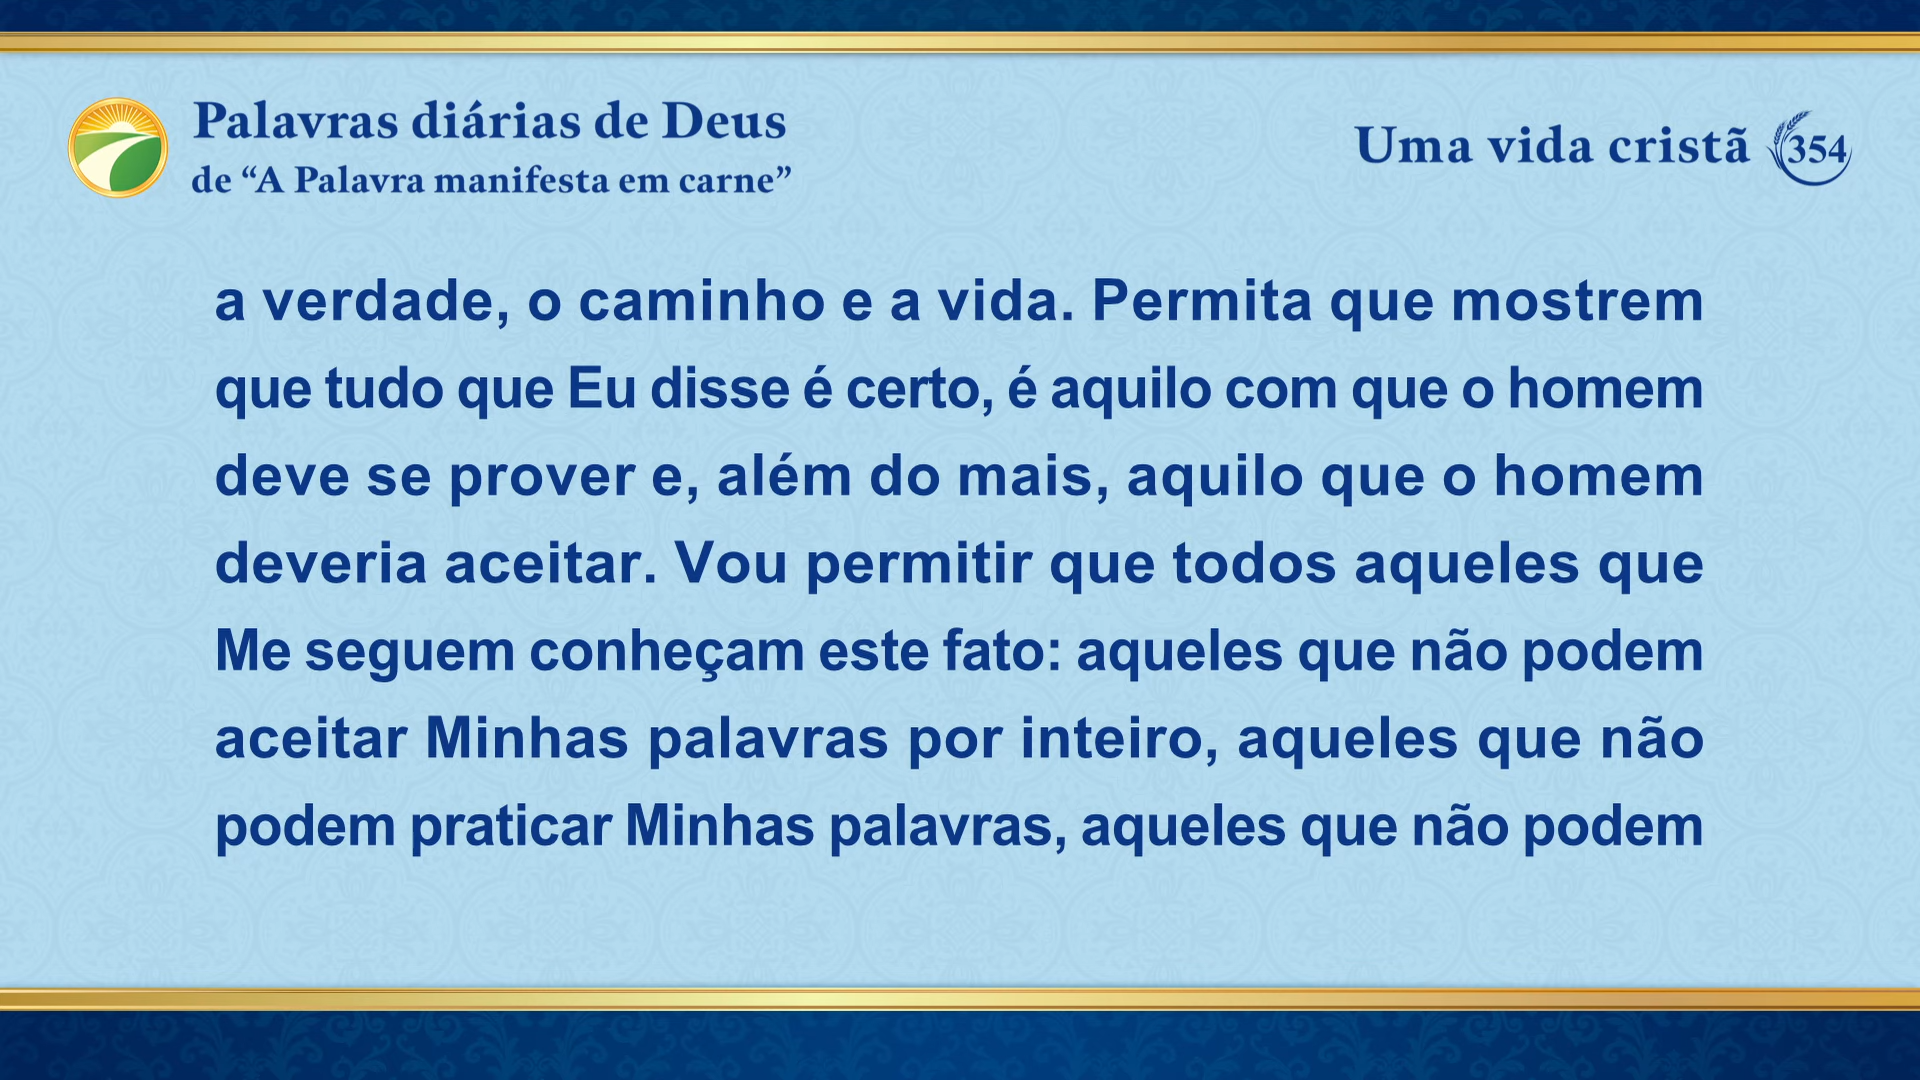 Palavras diárias de Deus
de “A Palavra manifesta em carne”
Uma vida cristã 354
a verdade, o caminho e a vida. Permita que mostrem
que tudo que Eu disse é certo, é aquilo com que o homem
deve se prover e, além do mais, aquilo que o homem
deveria aceitar. Vou permitir que todos aqueles que
Me seguem conheçam este fato: aqueles que não podem
aceitar Minhas palavras por inteiro, aqueles que não
podem praticar Minhas palavras, aqueles que não podem